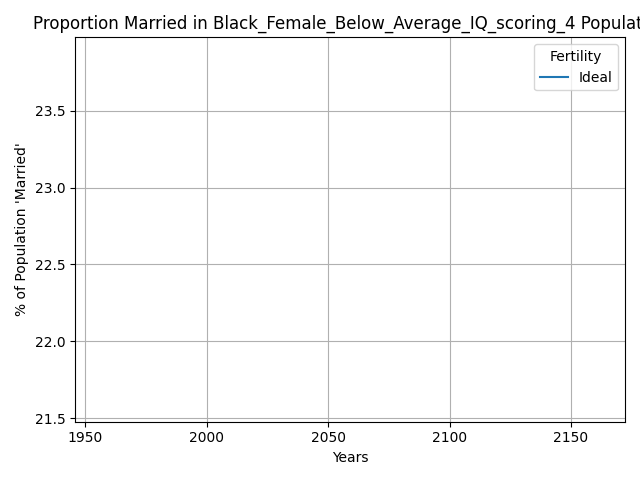 Proportion Married in Black_Female_Below_Average_IQ_scoring_4 Populat
Fertility
Ideal
% of Population 'Married'
23.5
23.0
22.5
22.0
21.5
1950 2000 2050 2100 2150
Years